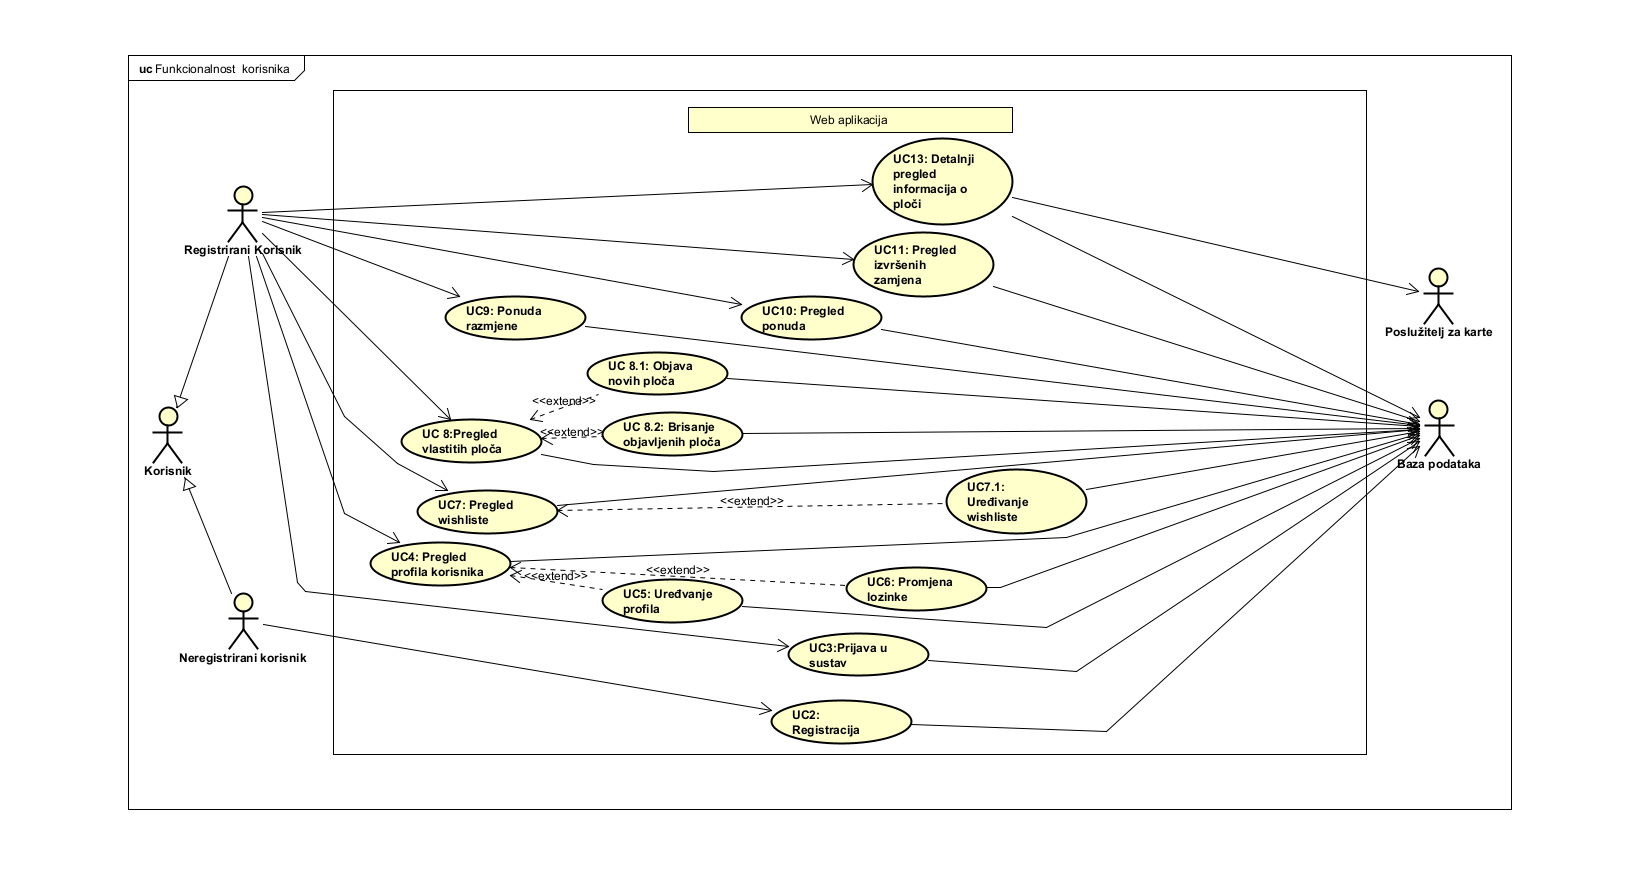 uc Funkcionalnost korisnika
Web aplikacija
UC13: Detalnji
pregled
informacija o
ploči
Registrirani Korisnik
UC11: Pregled
izvršenih
zamjena
UC9: Ponuda
razmjene
UC10: Pregled
ponuda
Poslužitelj za karte
UC 8.1: Objava
novih ploča
<<extend>>
UC 8:Pregled
vlastitih ploča
<<extend>>
UC 8.2: Brisanje
objavljenih ploča
Korisnik
Baza podataka
UC7: Pregled
wishliste
<<extend>>
UC7.1:
Uređivanje
wishliste
UC4: Pregled
profila korisnika
<<extend>>
<<extend>>
UC6: Promjena
lozinke
UC5: Uređvanje
profila
UC3:Prijava u
sustav
Neregistrirani korisnik
UC2:
Registracija